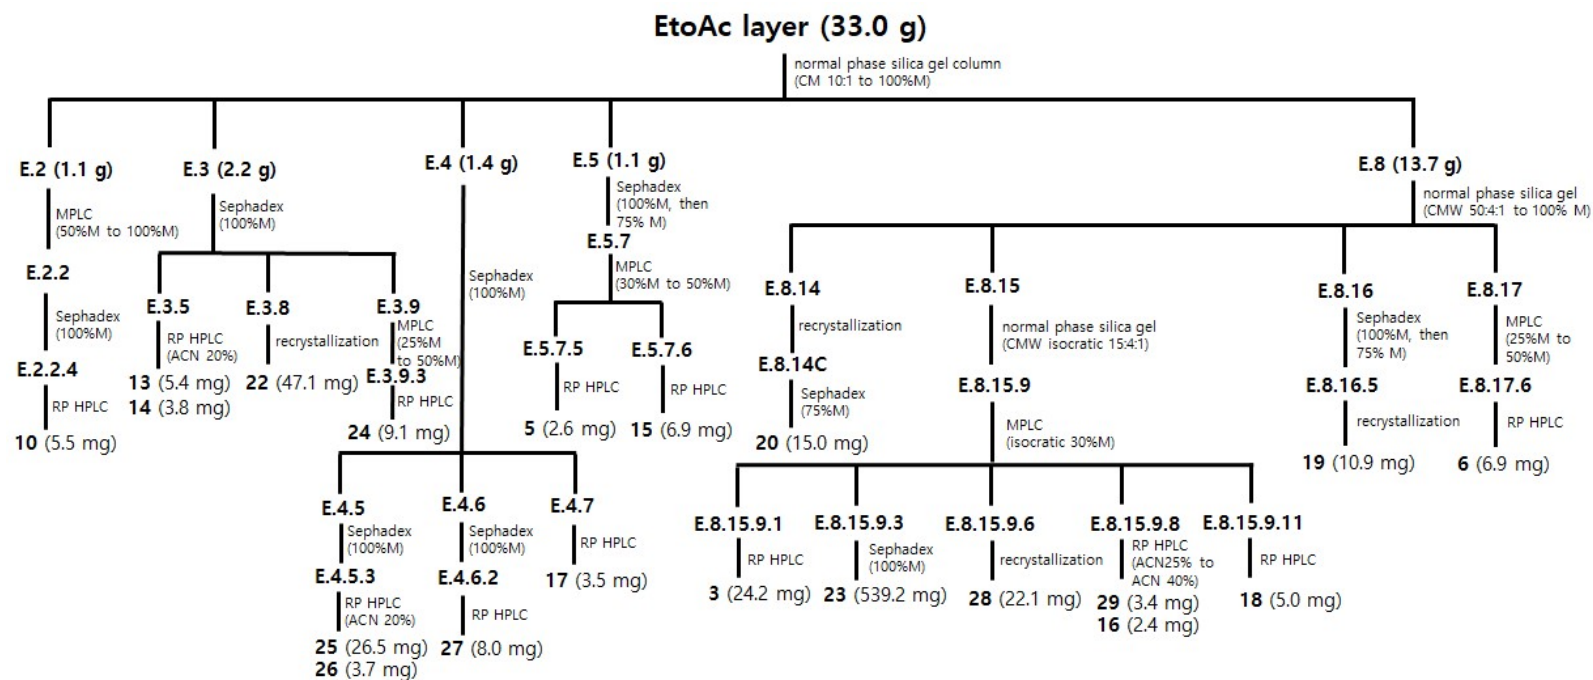 EtoAc layer (33.0 g)
normal phase silica gel column
(CM 10:1 to 100%M)
E.2 (1.1 g)
MPLC
(50%M to 100%M)
E.2.2
Sephadex
(100%M)
E.2.2.4
RP HPLC
10 (5.5 mg)
E.3 (2.2 g)
Sephadex
(100%M)
E.3.5
RP HPLC
(ACN 20%)
13 (5.4 mg)
14 (3.8 mg)
E.3.8
recrystallization
22 (47.1 mg)
E.3.9
MPLC
(25%M
to 50%M)
E.3.9.3
RP HPLC
24 (9.1 mg)
E.4 (1.4 g)
Sephadex
(100%M)
E.4.5
Sephadex
(100%M)
E.4.5.3
RP HPLC
(ACN 20%)
25 (26.5 mg)
26 (3.7 mg)
E.4.6
Sephadex
(100%M)
E.4.6.2
RP HPLC
27 (8.0 mg)
E.4.7
RP HPLC
17 (3.5 mg)
E.5 (1.1 g)
Sephadex
(100%M, then
75% M)
E.5.7
MPLC
(30%M to 50%M)
E.5.7.5
RP HPLC
5 (2.6 mg)
E.5.7.6
RP HPLC
15 (6.9 mg)
E.8 (13.7 g)
normal phase silica gel
(CMW 50:4:1 to 100% M)
E.8.14
recrystallization
E.8.14C
Sephadex
(75%M)
20 (15.0 mg)
E.8.15
normal phase silica gel
(CMW isocratic 15:4:1)
E.8.15.9
MPLC
(isocratic 30%M)
E.8.15.9.1
RP HPLC
3 (24.2 mg)
E.8.15.9.3
Sephadex
(100%M)
23 (539.2 mg)
E.8.15.9.6
recrystallization
28 (22.1 mg)
E.8.15.9.8
RP HPLC
(ACN25% to
ACN 40%)
29 (3.4 mg)
16 (2.4 mg)
E.8.15.9.11
RP HPLC
18 (5.0 mg)
E.8.16
Sephadex
(100%M, then
75% M)
E.8.16.5
recrystallization
19 (10.9 mg)
E.8.17
MPLC
(25%M to
50%M)
E.8.17.6
RP HPLC
6 (6.9 mg)